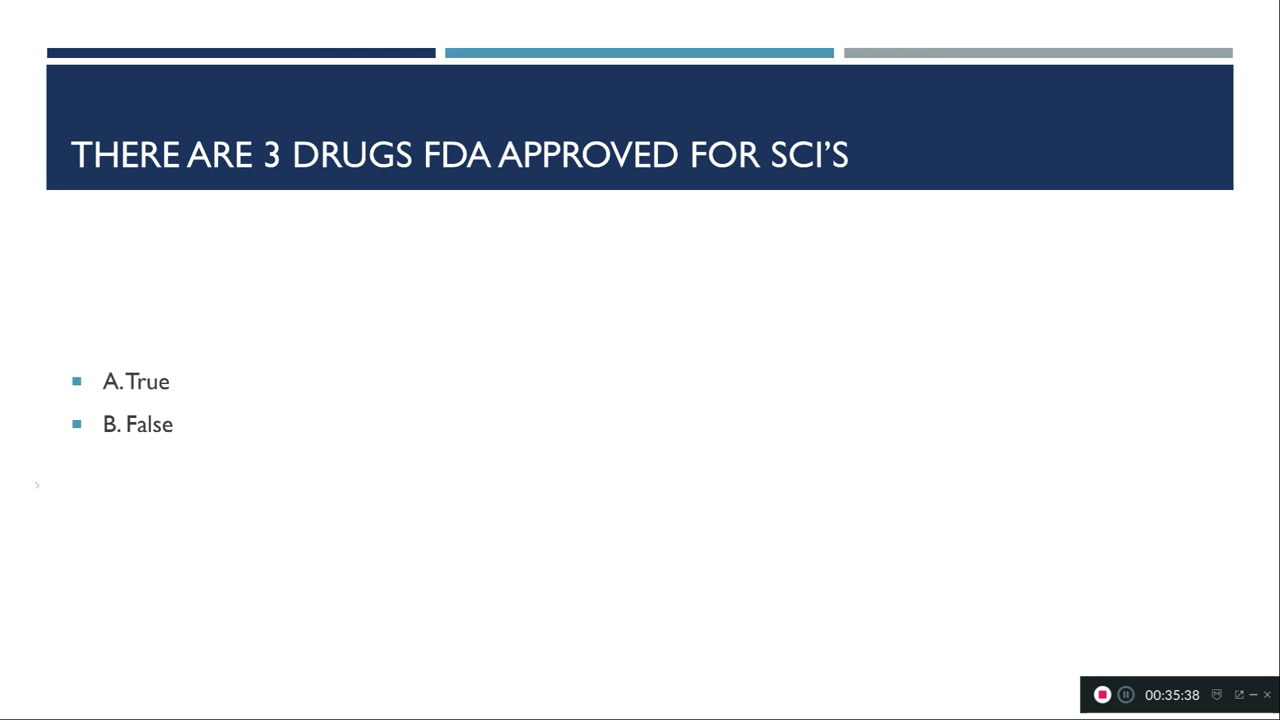 THERE ARE 3 DRUGS FDA APPROVED FOR SCI’S
A. True
B. False
00:35:38